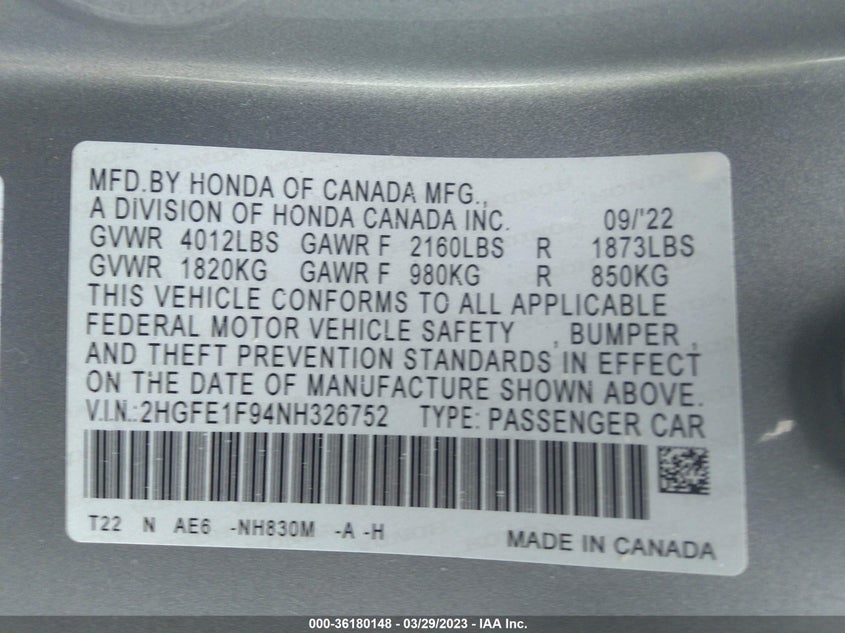 MFD.BY HONDA OF CANADA MFG.,
A DIVISION OF HONDA CANADA INC. 09/'22
GVWR 4012LBS GAWR F 2160LBS R 1873LBS
GVWR 1820KG GAWR F 980KG R 850KG
THIS VEHICLE CONFORMS TO ALL APPLICABLE
FEDERAL MOTOR VEHICLE SAFETY , BUMPER ,
AND THEFT PREVENTION STANDARDS IN EFFECT
ON THE DATE OF MANUFACTURE SHOWN ABOVE.
V.I.N.:2HGFE1F94NH326752 TYPE: PASSENGER CAR
T22 N AE6 -NH830M -A -H MADE IN CANADA
000-36180148 - 03/29/2023 - IAA Inc.